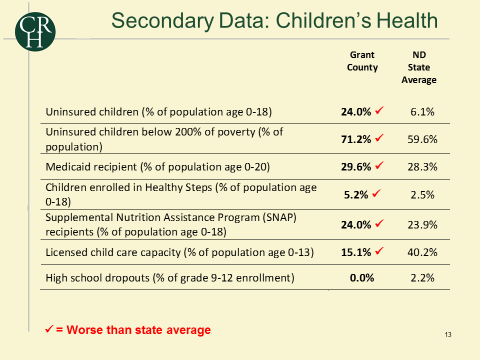 CR
H
Secondary Data: Children's Health
Grant County
ND State Average
Uninsured children (% of population age 0-18) 24.0% ✓ 6.1%
Uninsured children below 200% of poverty (% of
population) 71.2% ✓ 59.6%
Medicaid recipient (% of population age 0-20) 29.6% ✓ 28.3%
Children enrolled in Healthy Steps (% of population age
0-18) 5.2% ✓ 2.5%
Supplemental Nutrition Assistance Program (SNAP)
recipients (% of population age 0-18) 24.0% ✓ 23.9%
Licensed child care capacity (% of population age 0-13) 15.1% ✓ 40.2%
High school dropouts (% of grade 9-12 enrollment) 0.0% 2.2%
✓ = Worse than state average
13